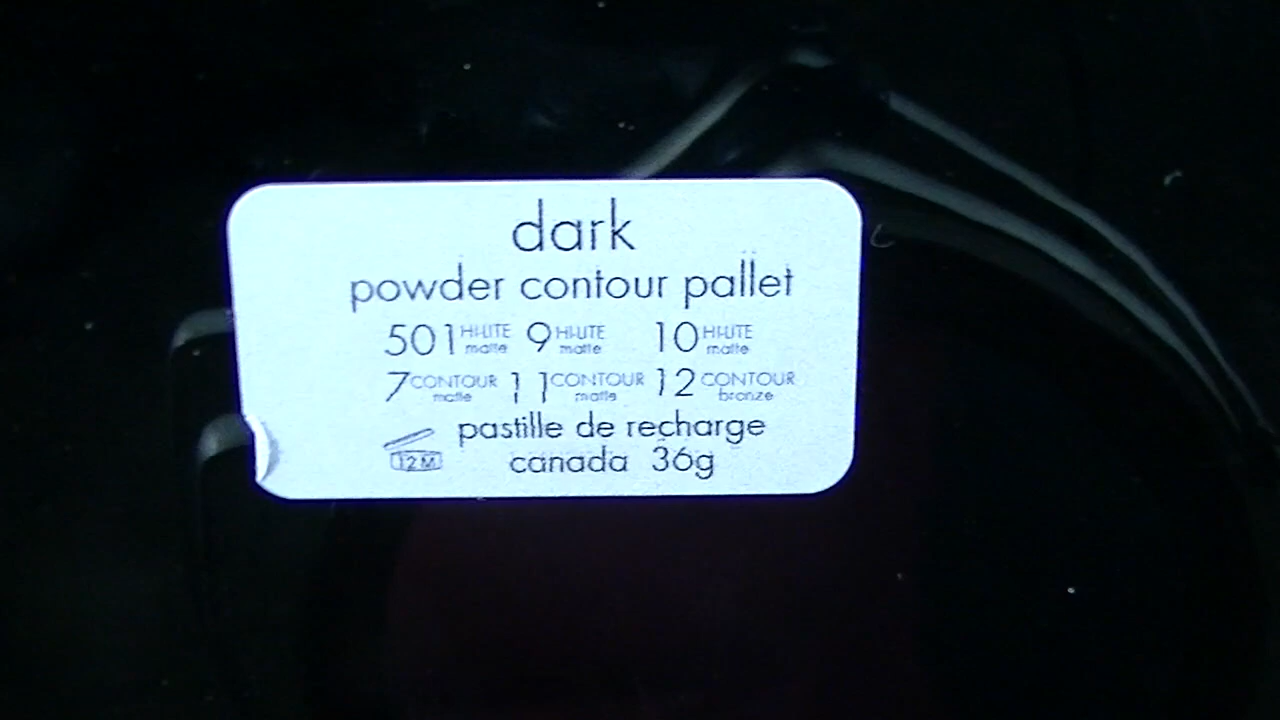 dark
powder contour pallet
501 HI-LITE matte 9 HI-LITE matte 10 HI-LITE matte
7 CONTOUR matte 11 CONTOUR matte 12 CONTOUR bronze
pastille de recharge
12M canada 36g